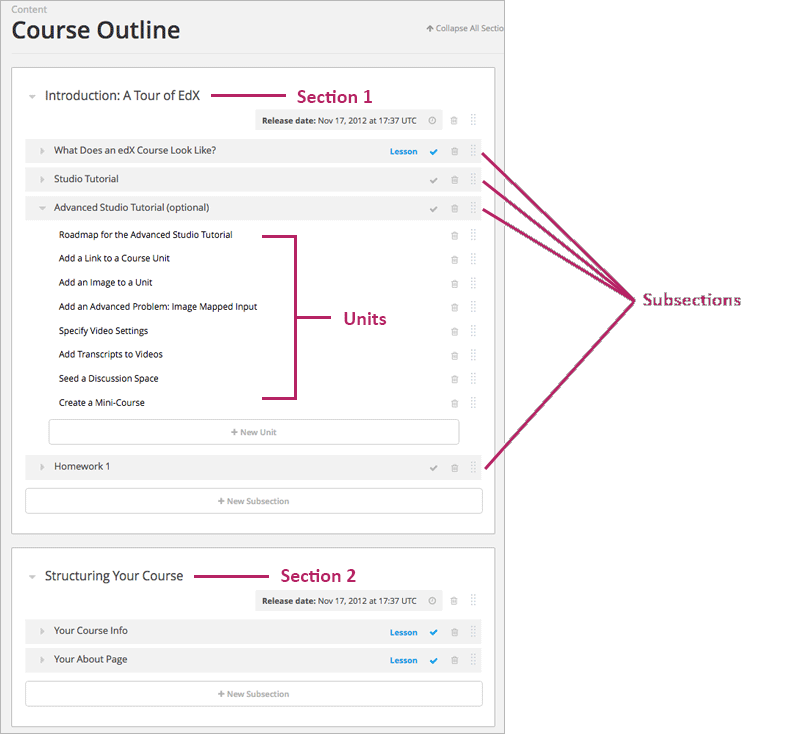 Content
Course Outline
Collapse All Sectio
Introduction: A Tour of EdX
Section 1
Release date: Nov 17, 2012 at 17:37 UTC
What Does an edX Course Look Like?
Lesson
Studio Tutorial
Advanced Studio Tutorial (optional)
Roadmap for the Advanced Studio Tutorial
Add a Link to a Course Unit
Add an Image to a Unit
Add an Advanced Problem: Image Mapped Input
Specify Video Settings
Add Transcripts to Videos
Seed a Discussion Space
Create a Mini-Course
Units
Subsections
+ New Unit
Homework 1
+ New Subsection
Structuring Your Course
Section 2
Release date: Nov 17, 2012 at 17:37 UTC
Your Course Info
Lesson
Your About Page
Lesson
+ New Subsection